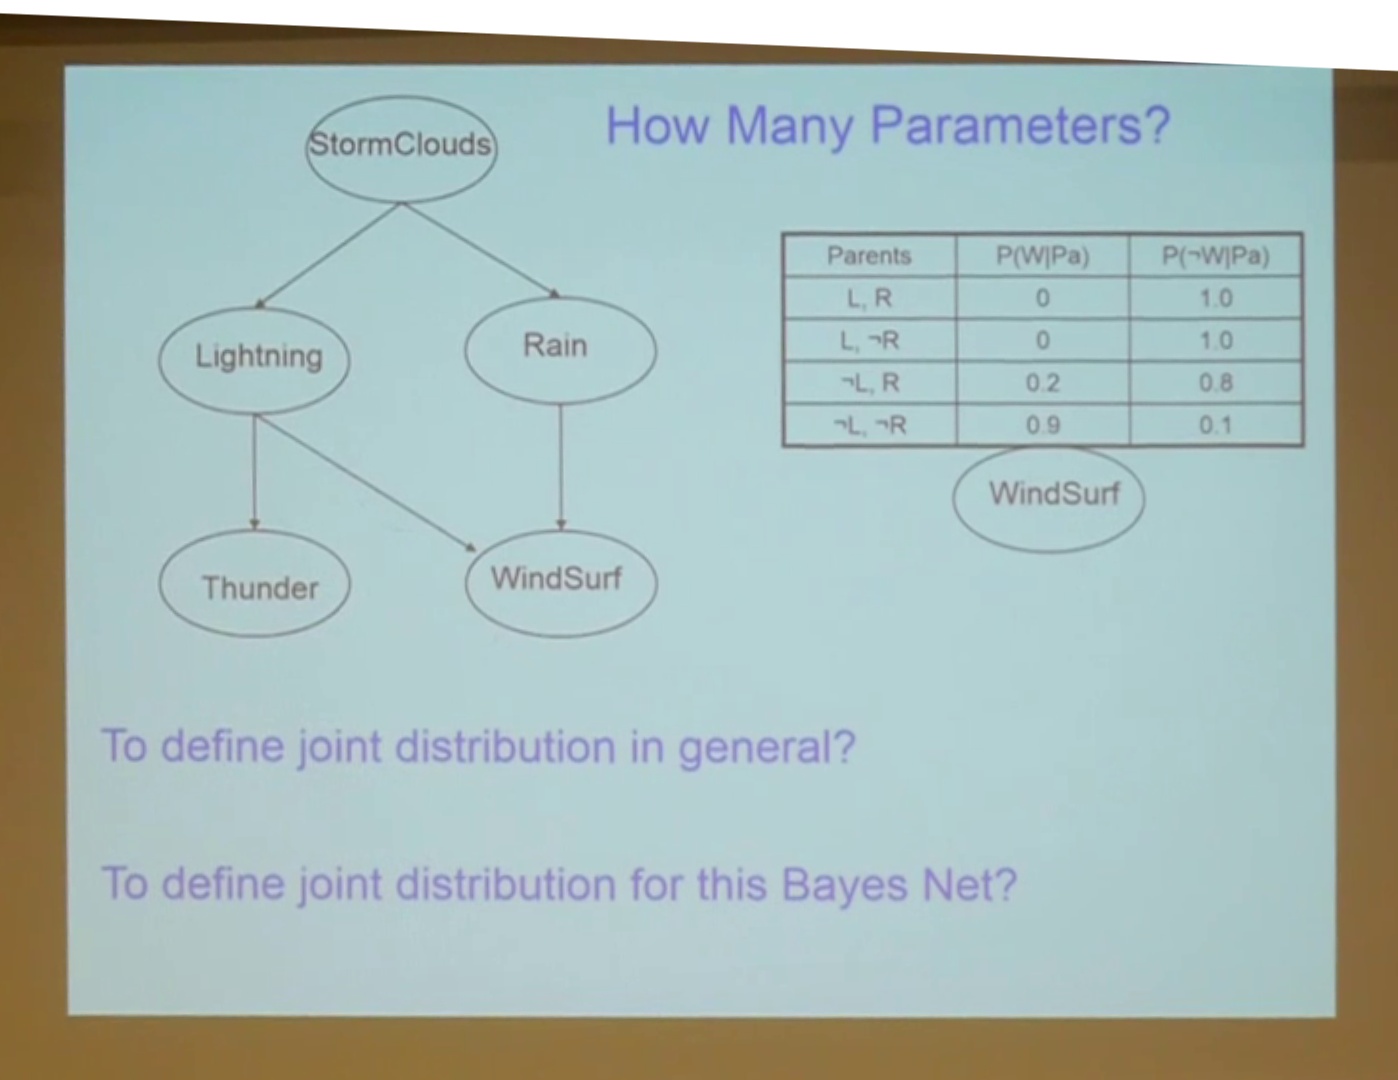 How Many Parameters?
StormClouds
Lightning
Rain
Thunder
WindSurf
Parents P(W|Pa) P(¬W|Pa)
L, R 0 1.0
L, ¬R 0 1.0
¬L, R 0.2 0.8
¬L, ¬R 0.9 0.1
WindSurf
To define joint distribution in general?
To define joint distribution for this Bayes Net?